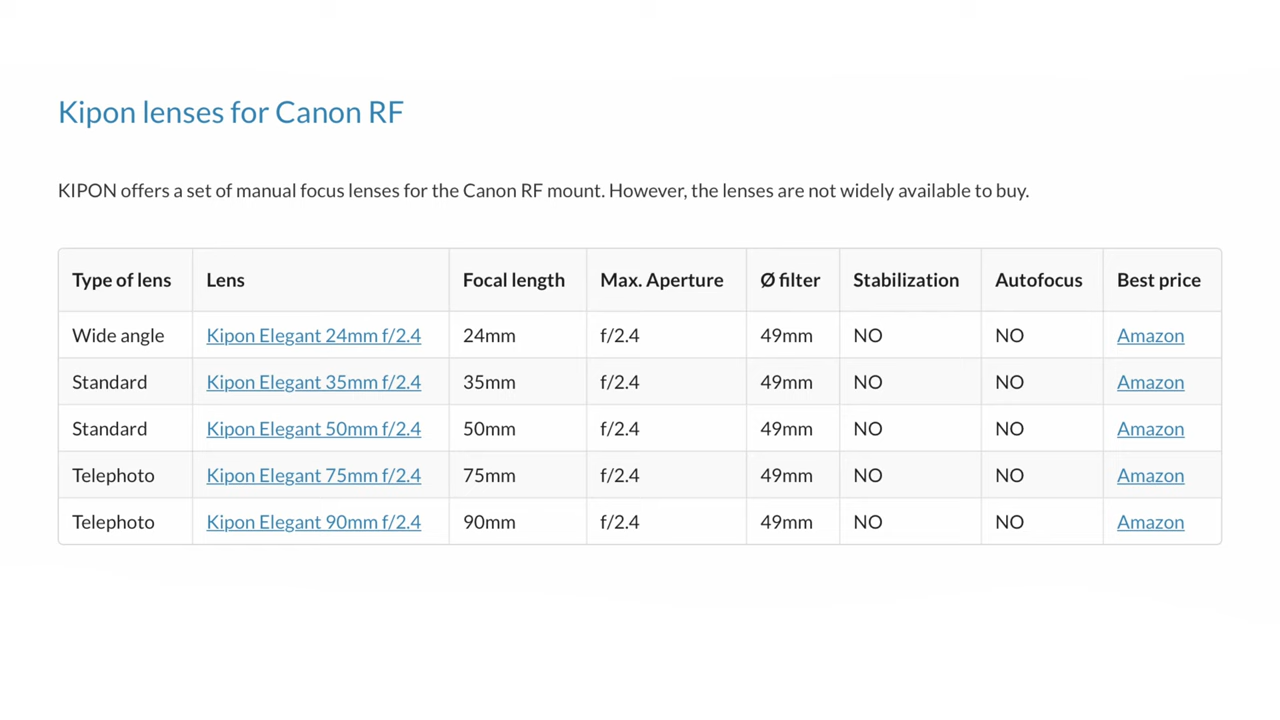 Kipon lenses for Canon RF
KIPON offers a set of manual focus lenses for the Canon RF mount. However, the lenses are not widely available to buy.
Type of lens Lens Focal length Max. Aperture Ø filter Stabilization Autofocus Best price
Wide angle Kipon Elegant 24mm f/2.4 24mm f/2.4 49mm NO NO Amazon
Standard Kipon Elegant 35mm f/2.4 35mm f/2.4 49mm NO NO Amazon
Standard Kipon Elegant 50mm f/2.4 50mm f/2.4 49mm NO NO Amazon
Telephoto Kipon Elegant 75mm f/2.4 75mm f/2.4 49mm NO NO Amazon
Telephoto Kipon Elegant 90mm f/2.4 90mm f/2.4 49mm NO NO Amazon